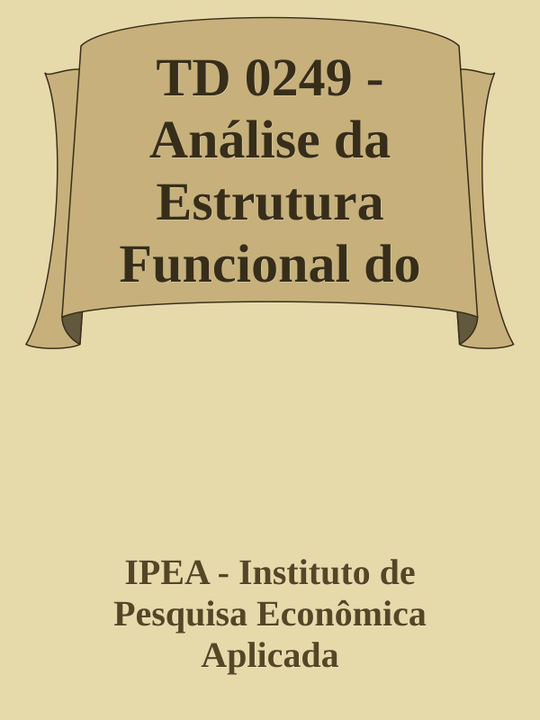 TD 0249 -
Análise da
Estrutura
Funcional do
IPEA - Instituto de
Pesquisa Econômica
Aplicada